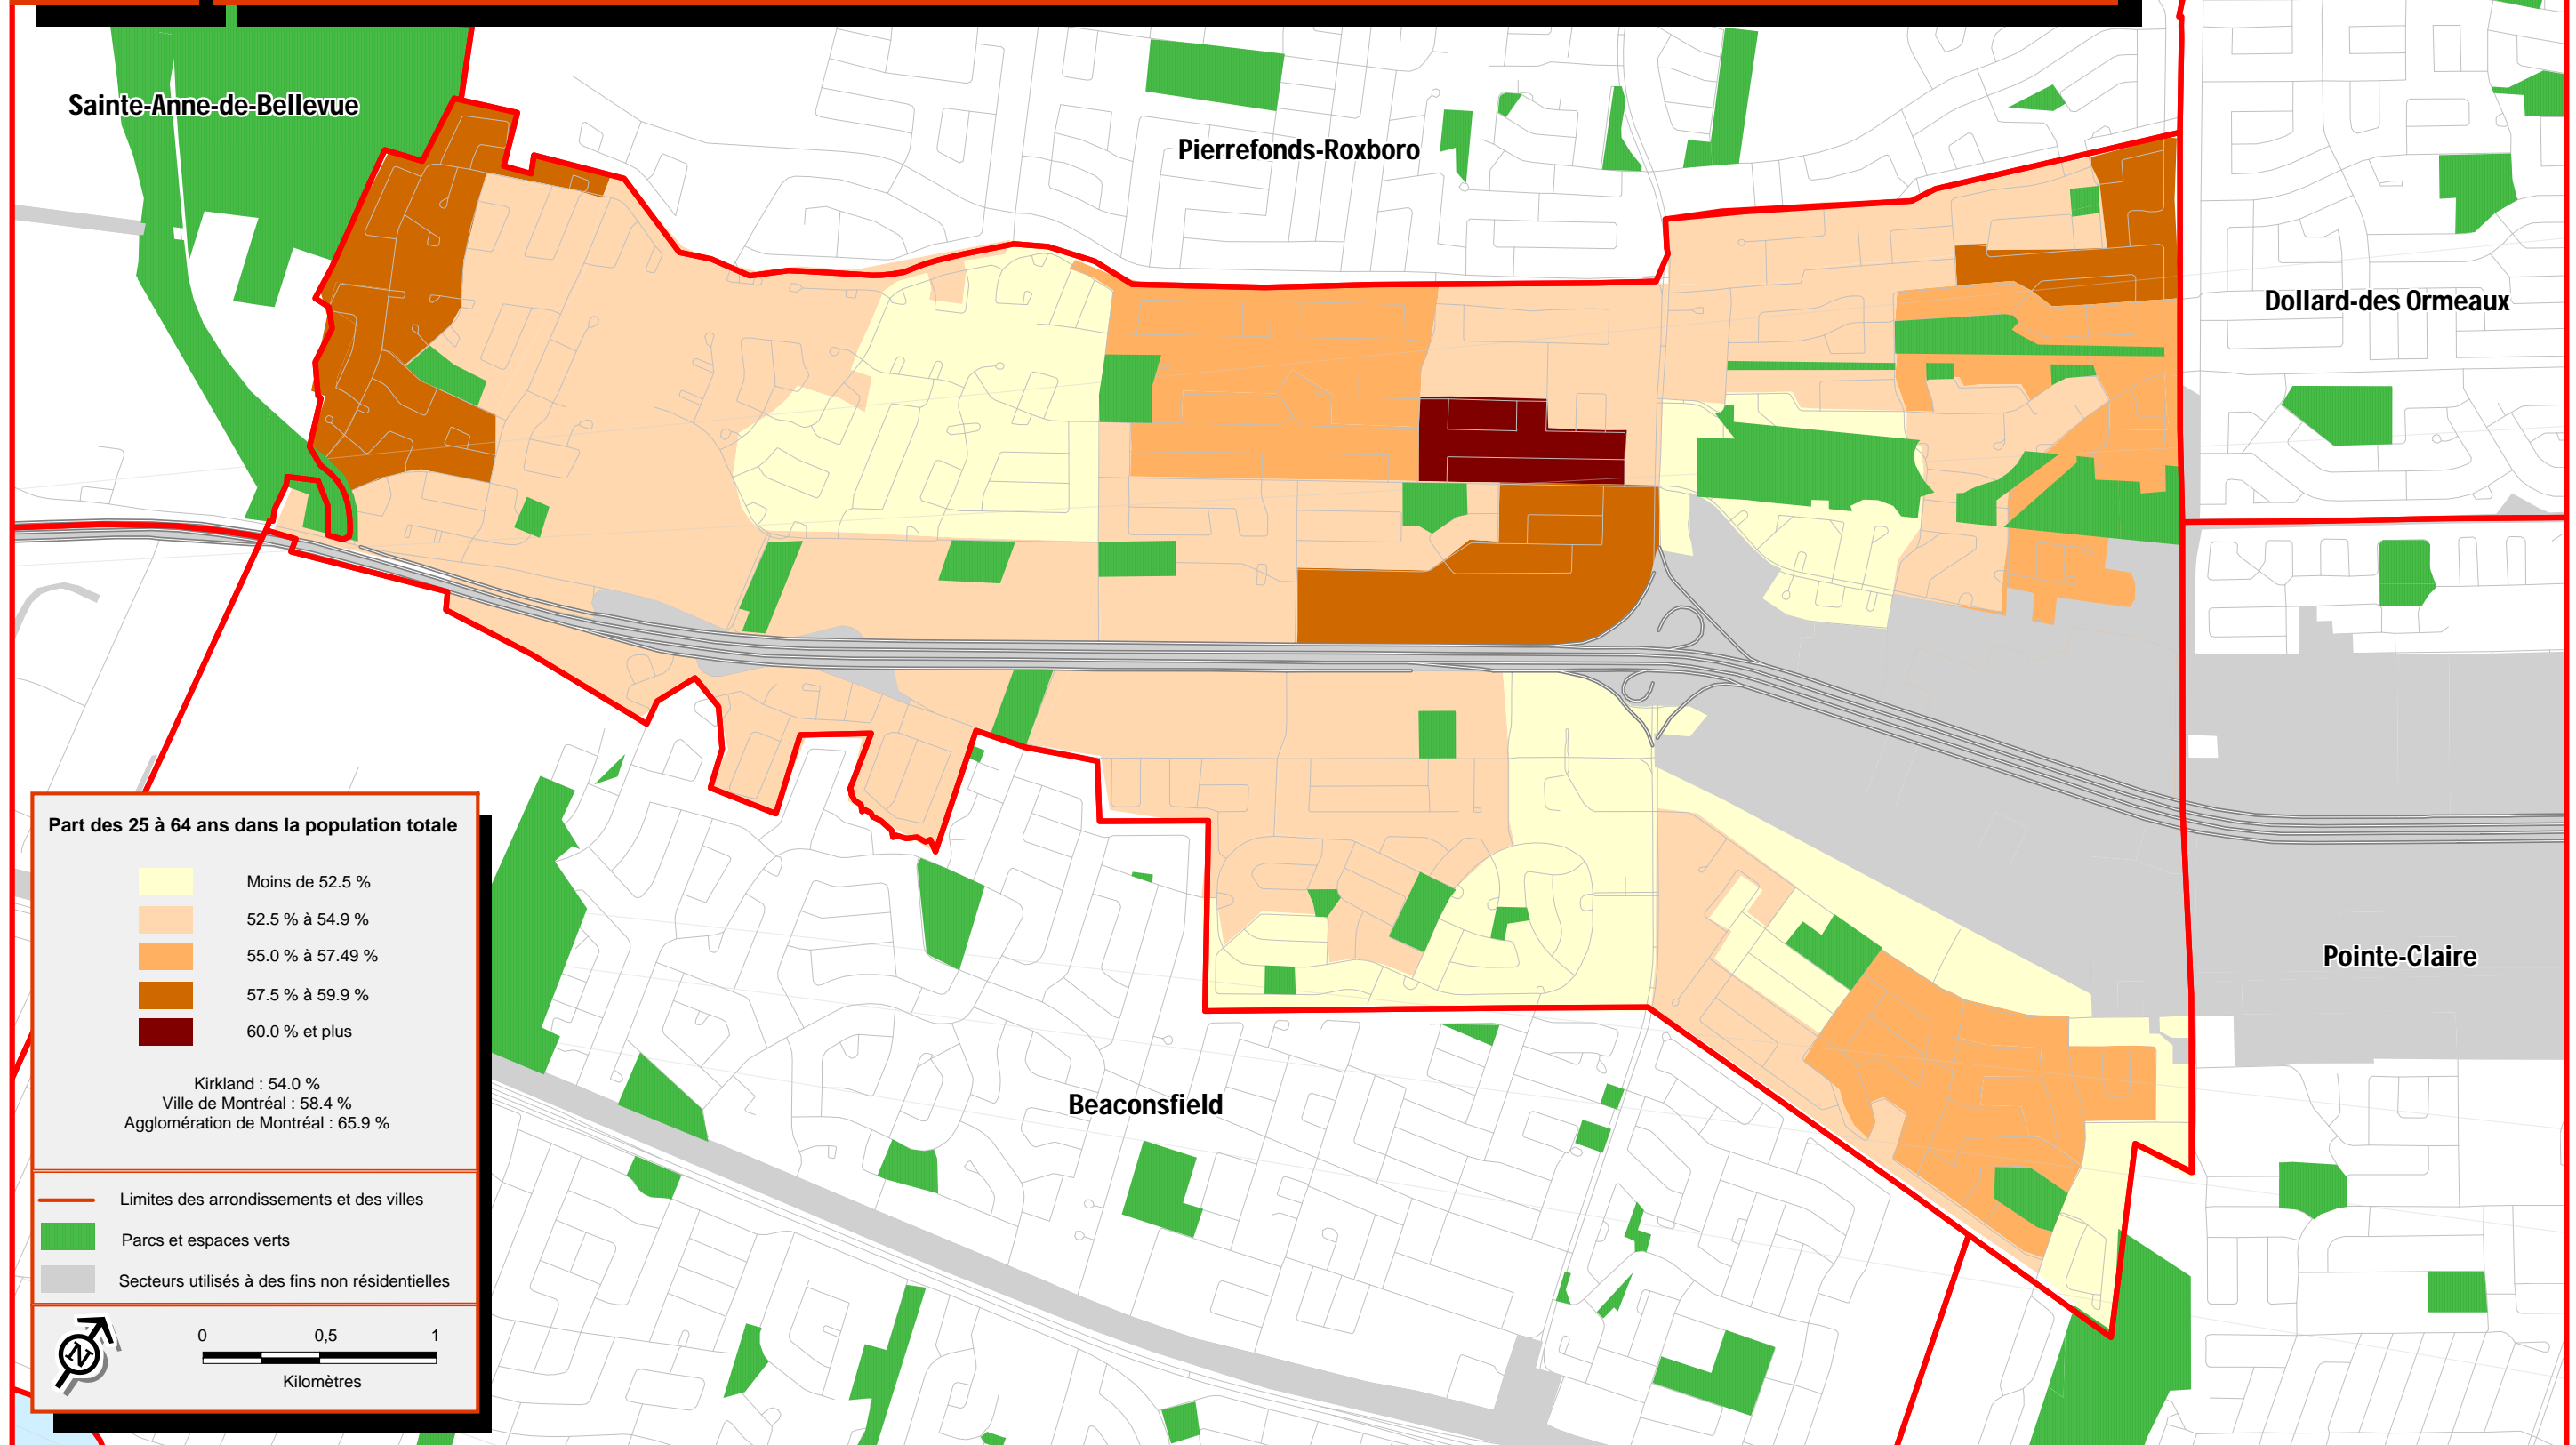 Sainte-Anne-de-Bellevue
Pierrefonds-Roxboro
Dollard-des Ormeaux
Pointe-Claire
Beaconsfield
Part des 25 à 64 ans dans la population totale
Moins de 52.5 %
52.5 % à 54.9 %
55.0 % à 57.49 %
57.5 % à 59.9 %
60.0 % et plus
Kirkland : 54.0 %
Ville de Montréal : 58.4 %
Agglomération de Montréal : 65.9 %
Limites des arrondissements et des villes
Parcs et espaces verts
Secteurs utilisés à des fins non résidentielles
N
0 0,5 1
Kilomètres